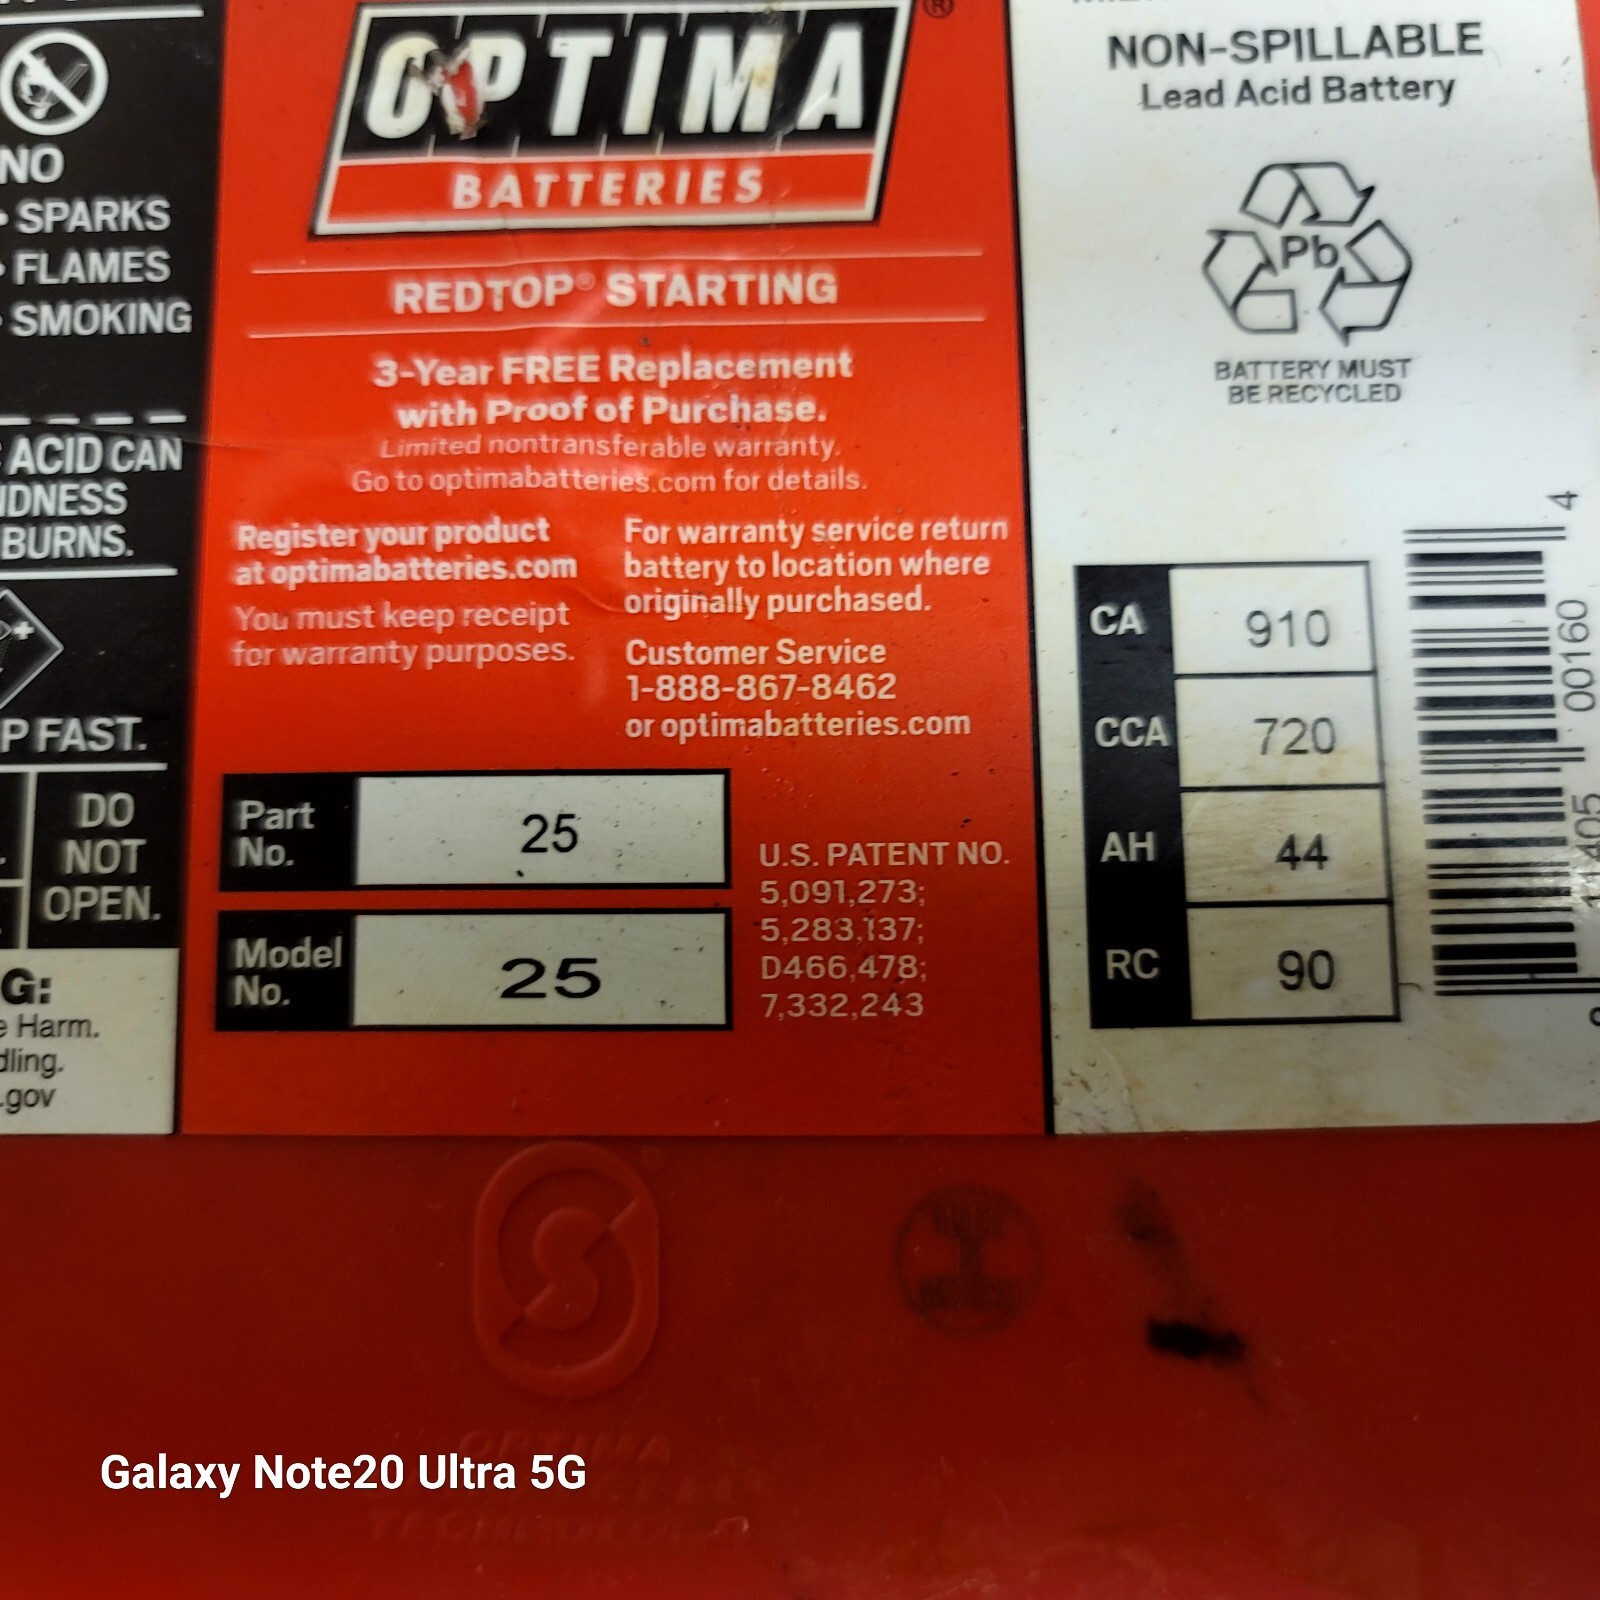 NO
• SPARKS
• FLAMES
• SMOKING
ACID CAN
BURNS.
FAST.
DO
NOT
OPEN.
G:
Harm.
.gov
OPTIMA®
BATTERIES
REDTOP® STARTING
3-Year FREE Replacement
with Proof of Purchase.
Limited nontransferable warranty.
Go to optimabatteries.com for details.
Register your product
at optimabatteries.com
You must keep receipt
for warranty purposes.
For warranty service return
battery to location where
originally purchased.
Customer Service
1-888-867-8462
or optimabatteries.com
Part
No.
25
Model
No.
25
U.S. PATENT NO.
5,091,273;
5,283,137;
D466,478;
7,332,243
NON-SPILLABLE
Lead Acid Battery
Pb
BATTERY MUST
BE RECYCLED
CA 910
CCA 720
AH 44
RC 90
00160 4
OPTIMA
Galaxy Note20 Ultra 5G